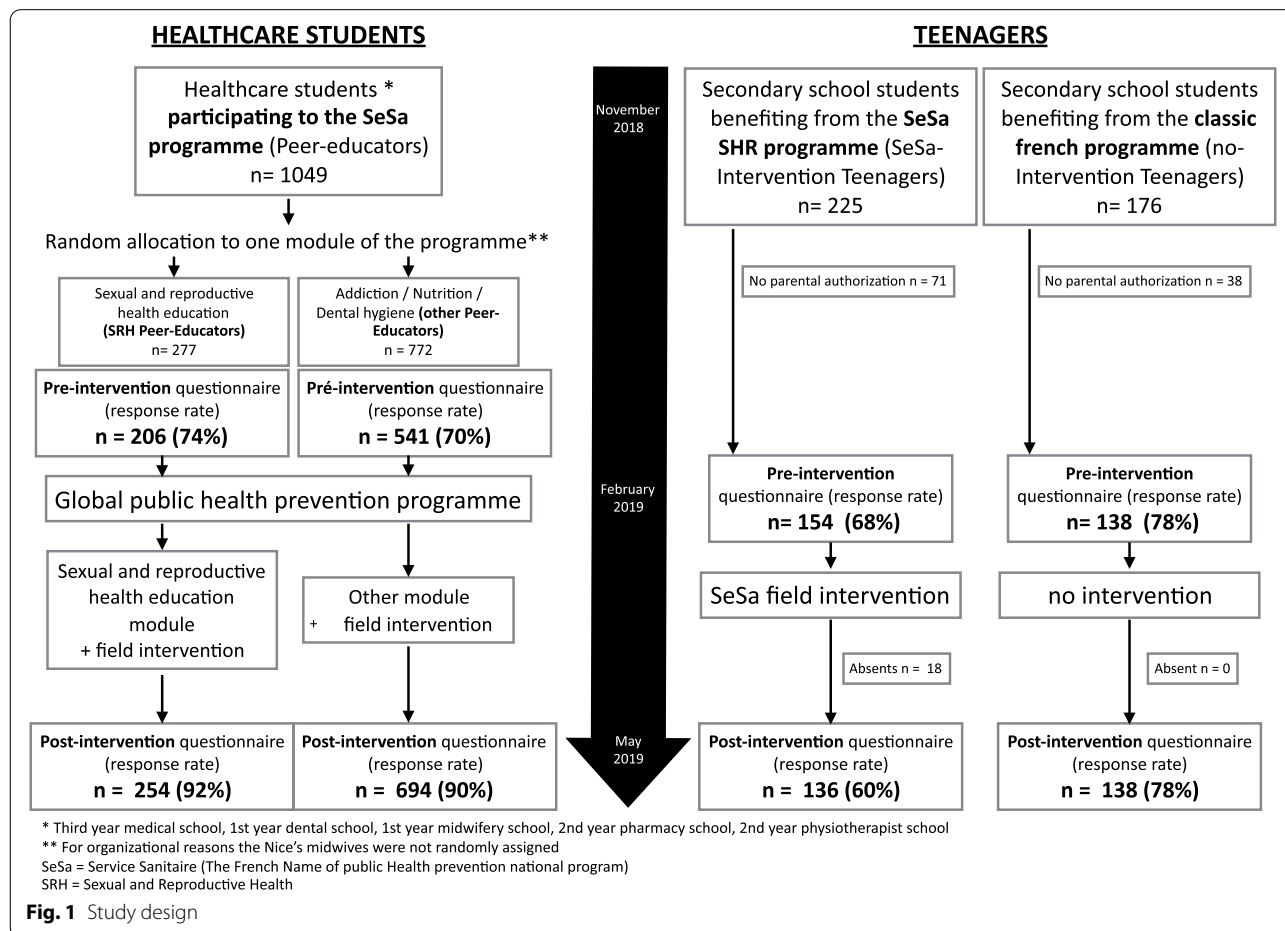 HEALTHCARE STUDENTS
Healthcare students *
participating to the SeSa
programme (Peer-educators)
n= 1049
Random allocation to one module of the programme**
Sexual and reproductive
health education
(SRH Peer-Educators)
n= 277
Addiction / Nutrition /
Dental hygiene (other Peer-
Educators)
n = 772
Pre-intervention questionnaire
(response rate)
n = 206 (74%)
Pré-intervention questionnaire
(response rate)
n = 541 (70%)
Global public health prevention programme
Sexual and reproductive
health education
module
+ field intervention
Other module
+ field intervention
Post-intervention questionnaire
(response rate)
n = 254 (92%)
Post-intervention questionnaire
(response rate)
n = 694 (90%)
November
2018
February
2019
May
2019
TEENAGERS
Secondary school students
benefiting from the SeSa
SHR programme (SeSa-
Intervention Teenagers)
n= 225
Secondary school students
benefiting from the classic
french programme (no-
Intervention Teenagers)
n= 176
No parental authorization n = 71
No parental authorization n = 38
Pre-intervention
questionnaire (response rate)
n= 154 (68%)
Pre-intervention
questionnaire (response rate)
n= 138 (78%)
SeSa field intervention
no intervention
Absents n = 18
Absent n = 0
Post-intervention questionnaire
(response rate)
n = 136 (60%)
Post-intervention questionnaire
(response rate)
n = 138 (78%)
* Third year medical school, 1st year dental school, 1st year midwifery school, 2nd year pharmacy school, 2nd year physiotherapist school
** For organizational reasons the Nice's midwives were not randomly assigned
SeSa = Service Sanitaire (The French Name of public Health prevention national program)
SRH = Sexual and Reproductive Health
Fig. 1 Study design